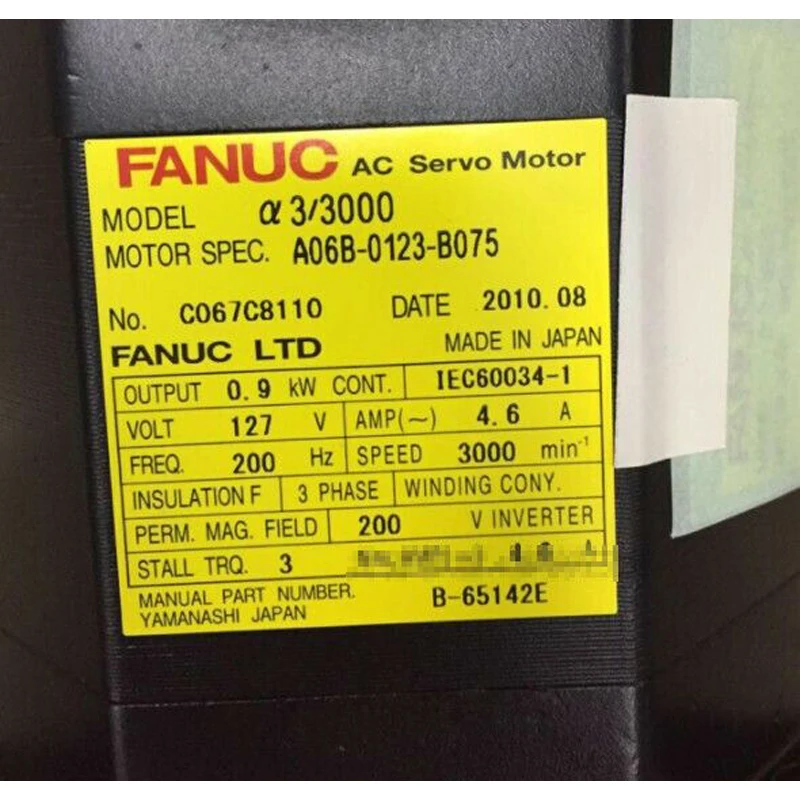 FANUC AC Servo Motor
MODEL α 3/3000
MOTOR SPEC. A06B-0123-B075
No. C067C8110 DATE 2010.08
FANUC LTD MADE IN JAPAN
OUTPUT 0.9 kW CONT. IEC60034-1
VOLT 127 V AMP(~) 4.6 A
FREQ. 200 Hz SPEED 3000 min⁻¹
INSULATION F 3 PHASE WINDING CONY.
PERM. MAG. FIELD 200 V INVERTER
STALL TRQ. 3
MANUAL PART NUMBER. B-65142E
YAMANASHI JAPAN